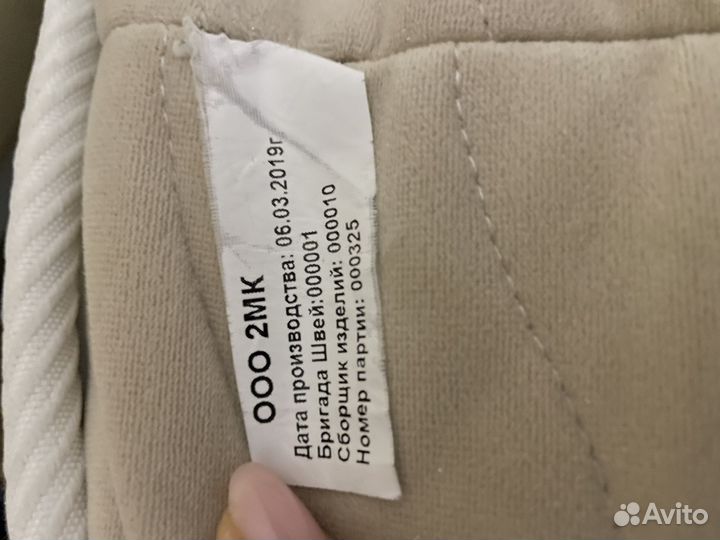 ООО 2МК
Дата производства: 06.03.2019г.
Бригада Швей:000001
Сборщик изделий: 000010
Номер партии: 000325
Avito